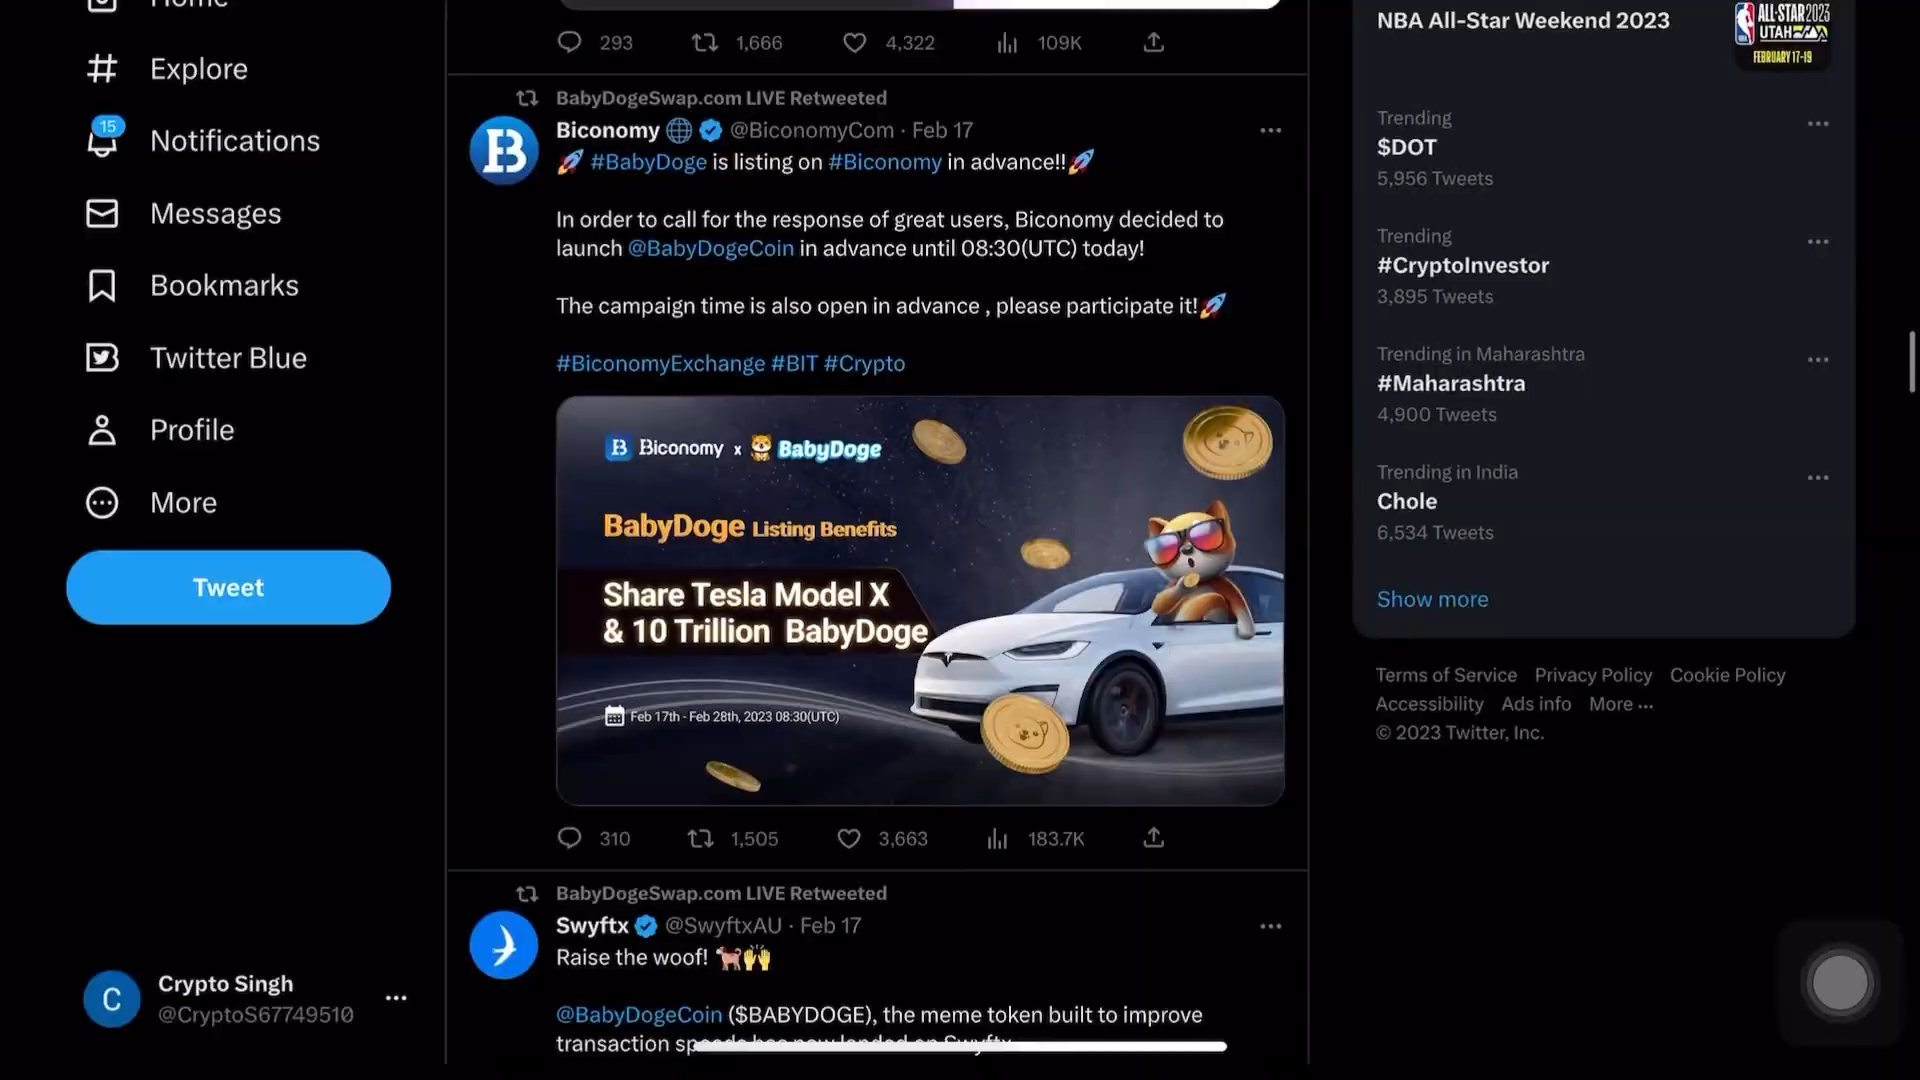 Home
Explore
15
Notifications
Messages
Bookmarks
Twitter Blue
Profile
More
Tweet
Crypto Singh
@CryptoS67749510
C
293 1,666 4,322 109K
BabyDogeSwap.com LIVE Retweeted
Biconomy @BiconomyCom · Feb 17
🚀 #BabyDoge is listing on #Biconomy in advance!!🚀
In order to call for the response of great users, Biconomy decided to
launch @BabyDogeCoin in advance until 08:30(UTC) today!
The campaign time is also open in advance , please participate it!🚀
#BiconomyExchange #BIT #Crypto
B Biconomy x BabyDoge
BabyDoge Listing Benefits
Share Tesla Model X
& 10 Trillion BabyDoge
Feb 17th - Feb 28th, 2023 08:30(UTC)
310 1,505 3,663 183.7K
BabyDogeSwap.com LIVE Retweeted
Swyftx @SwyftxAU · Feb 17
Raise the woof! 🐕🙌
@BabyDogeCoin ($BABYDOGE), the meme token built to improve
transaction speeds has now landed on Swyftx
NBA All-Star Weekend 2023
ALL-STAR 2023
UTAH
FEBRUARY 17-19
Trending
$DOT
5,956 Tweets
Trending
#CryptoInvestor
3,895 Tweets
Trending in Maharashtra
#Maharashtra
4,900 Tweets
Trending in India
Chole
6,534 Tweets
Show more
Terms of Service Privacy Policy Cookie Policy
Accessibility Ads info More ...
© 2023 Twitter, Inc.